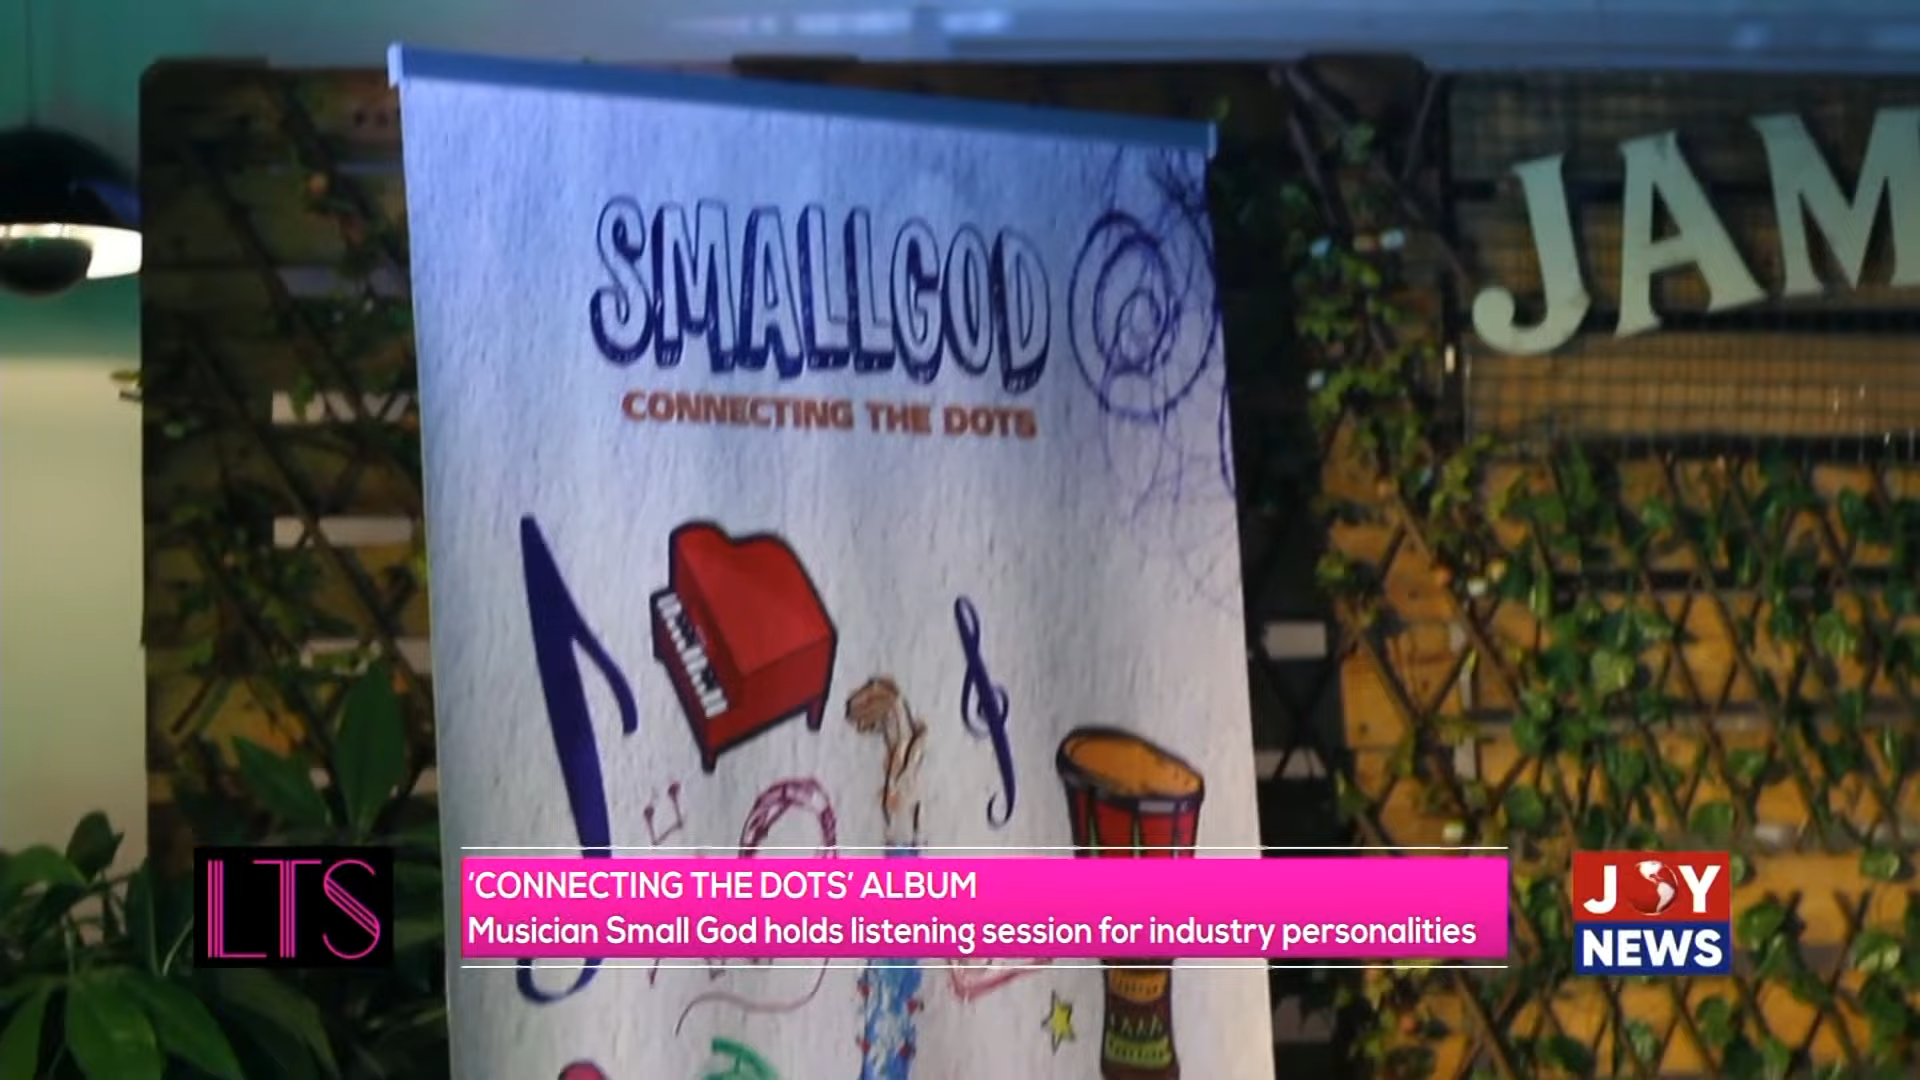 JAM
SMALLGOD
CONNECTING THE DOTS
LTS
‘CONNECTING THE DOTS’ ALBUM
Musician Small God holds listening session for industry personalities
JOY
NEWS